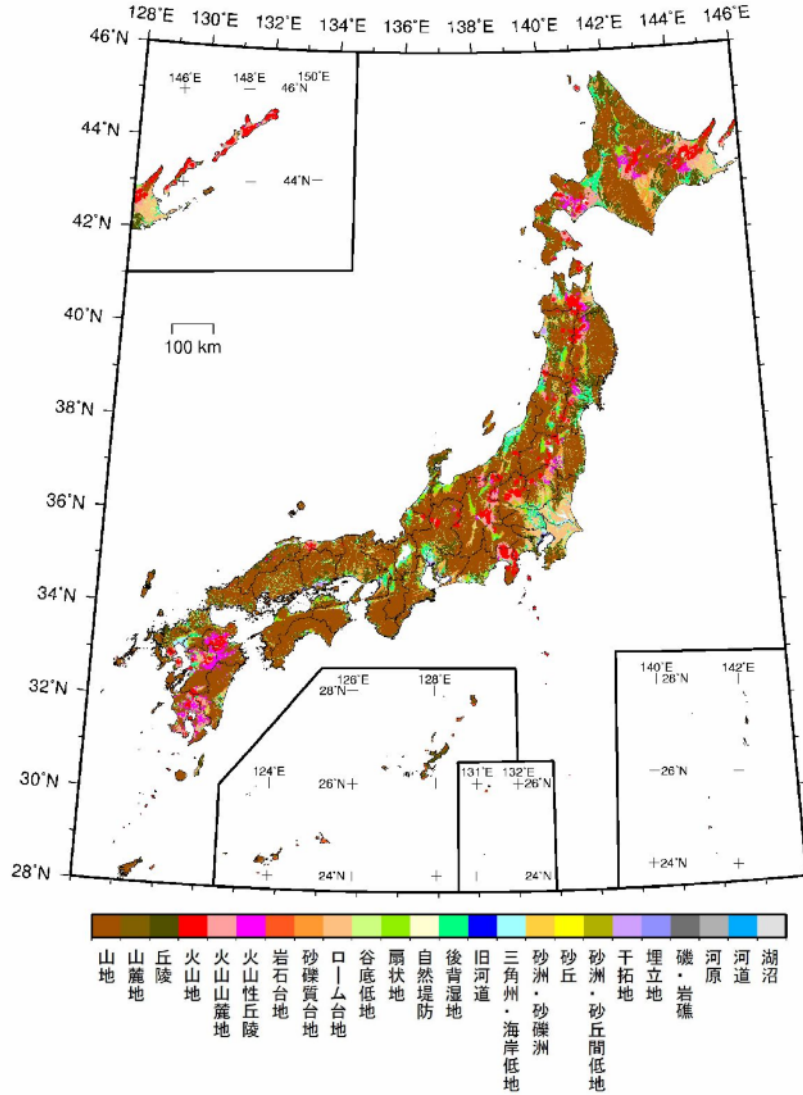 128˚E 130˚E 132˚E 134˚E 136˚E 138˚E 140˚E 142˚E 144˚E 146˚E
46˚N
146˚E 148˚E 150˚E
46˚N
44˚N
44˚N
42˚N
40˚N
100 km
38˚N
36˚N
34˚N
32˚N
30˚N
28˚N
126˚E 128˚E
28˚N
124˚E
26˚N
24˚N
131˚E 132˚E
26˚N
24˚N
140˚E 142˚E
28˚N
26˚N
24˚N
山地
山麓地
丘陵
火山地
火山山麓地
火山性丘陵
岩石台地
砂礫質台地
ローム台地
谷底低地
扇状地
自然堤防
後背湿地
旧河道
三角州・海岸低地
砂洲・砂礫洲
砂丘
砂洲・砂丘間低地
干拓地
埋立地
磯・岩礁
河原
河道
湖沼